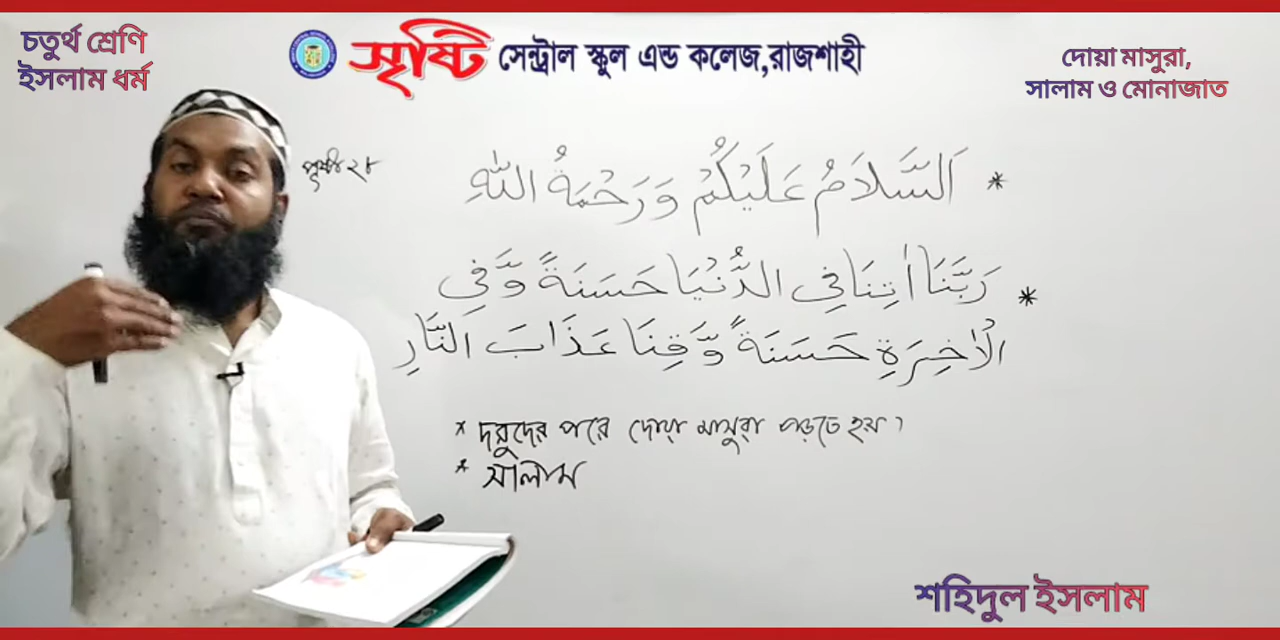 চতুর্থ শ্রেণি
ইসলাম ধর্ম
সৃষ্টি সেন্ট্রাল স্কুল এন্ড কলেজ,রাজশাহী
দোয়া মাসুরা,
সালাম ও মোনাজাত
পৃষ্ঠাঃ ২৮
* اَلسَّلَامُ عَلَيْكُمْ وَرَحْمَةُ اللّٰهِ
* رَبَّنَا اٰتِنَا فِي الدُّنْيَا حَسَنَةً وَّفِي
الْاٰخِرَةِ حَسَنَةً وَّقِنَا عَذَابَ النَّارِ
* দরুদের পরে দোয়া মাসুরা পড়তে হয়।
* সালাম
শহিদুল ইসলাম